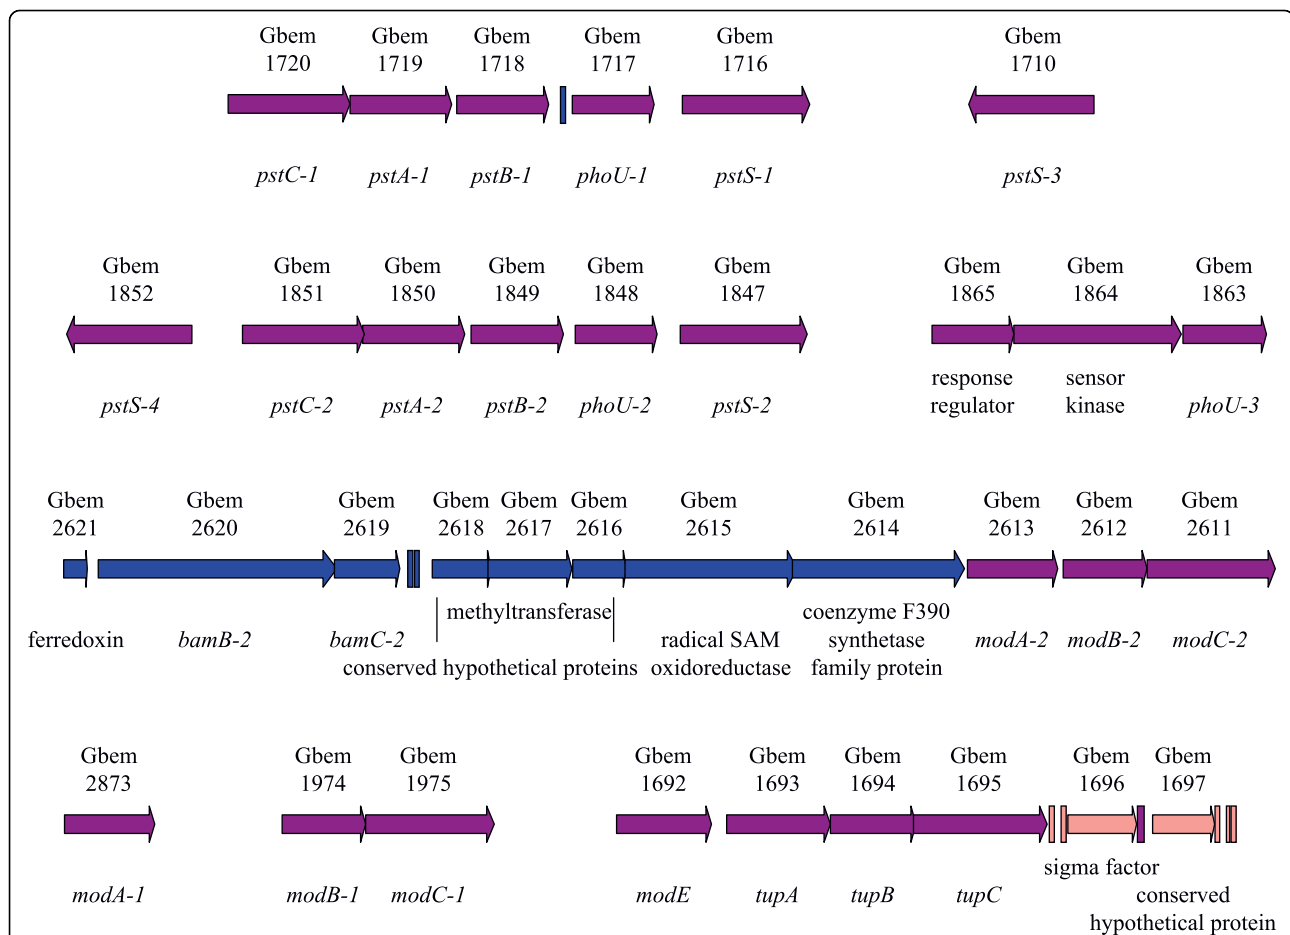 Gbem Gbem Gbem Gbem Gbem Gbem
1720 1719 1718 1717 1716 1710
pstC-1 pstA-1 pstB-1 phoU-1 pstS-1 pstS-3
Gbem Gbem Gbem Gbem Gbem Gbem Gbem Gbem Gbem
1852 1851 1850 1849 1848 1847 1865 1864 1863
response sensor
pstS-4 pstC-2 pstA-2 pstB-2 phoU-2 pstS-2 regulator kinase phoU-3
Gbem Gbem Gbem Gbem Gbem Gbem Gbem Gbem Gbem Gbem Gbem
2621 2620 2619 2618 2617 2616 2615 2614 2613 2612 2611
methyltransferase coenzyme F390
ferredoxin bamB-2 bamC-2 radical SAM synthetase modA-2 modB-2 modC-2
conserved hypothetical proteins oxidoreductase family protein
Gbem Gbem Gbem Gbem Gbem Gbem Gbem Gbem Gbem
2873 1974 1975 1692 1693 1694 1695 1696 1697
sigma factor
modA-1 modB-1 modC-1 modE tupA tupB tupC conserved
hypothetical protein